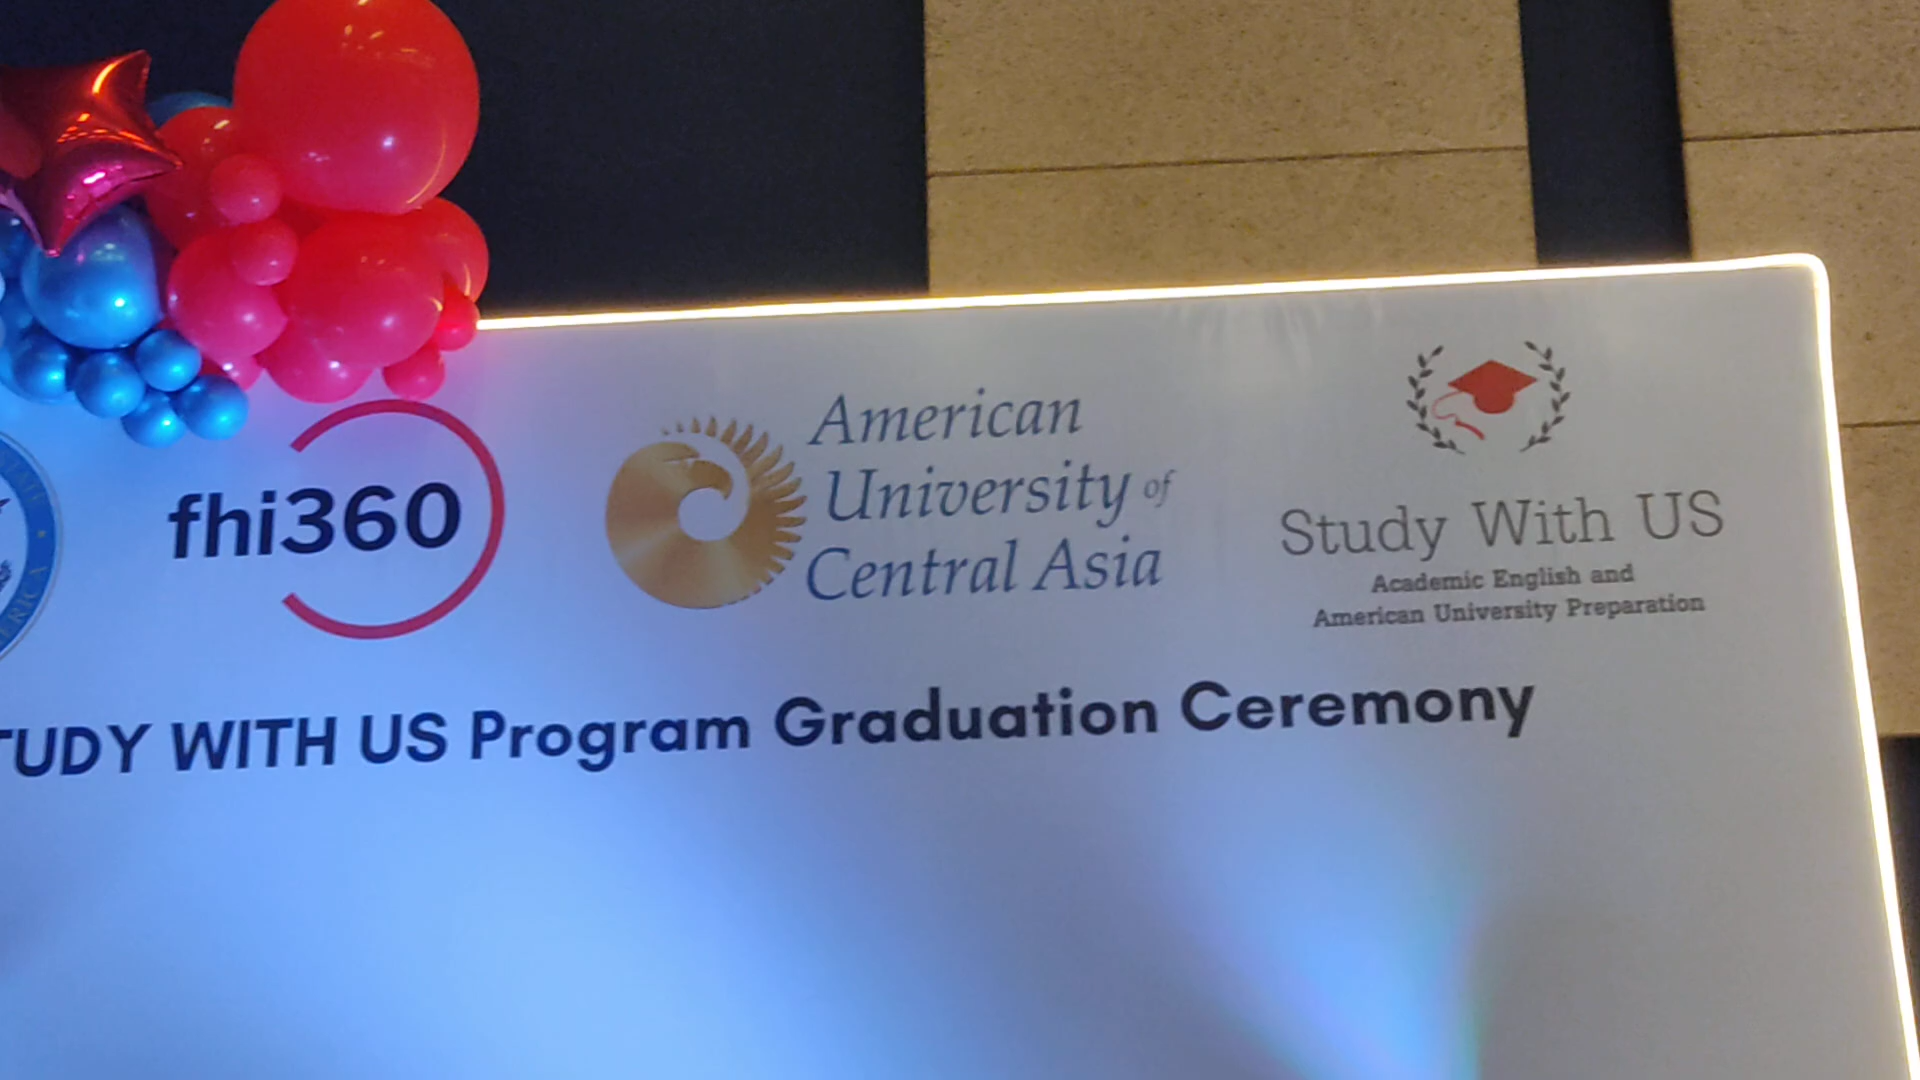 fhi360
American
University of
Central Asia
Study With US
Academic English and
American University Preparation
TUDY WITH US Program Graduation Ceremony